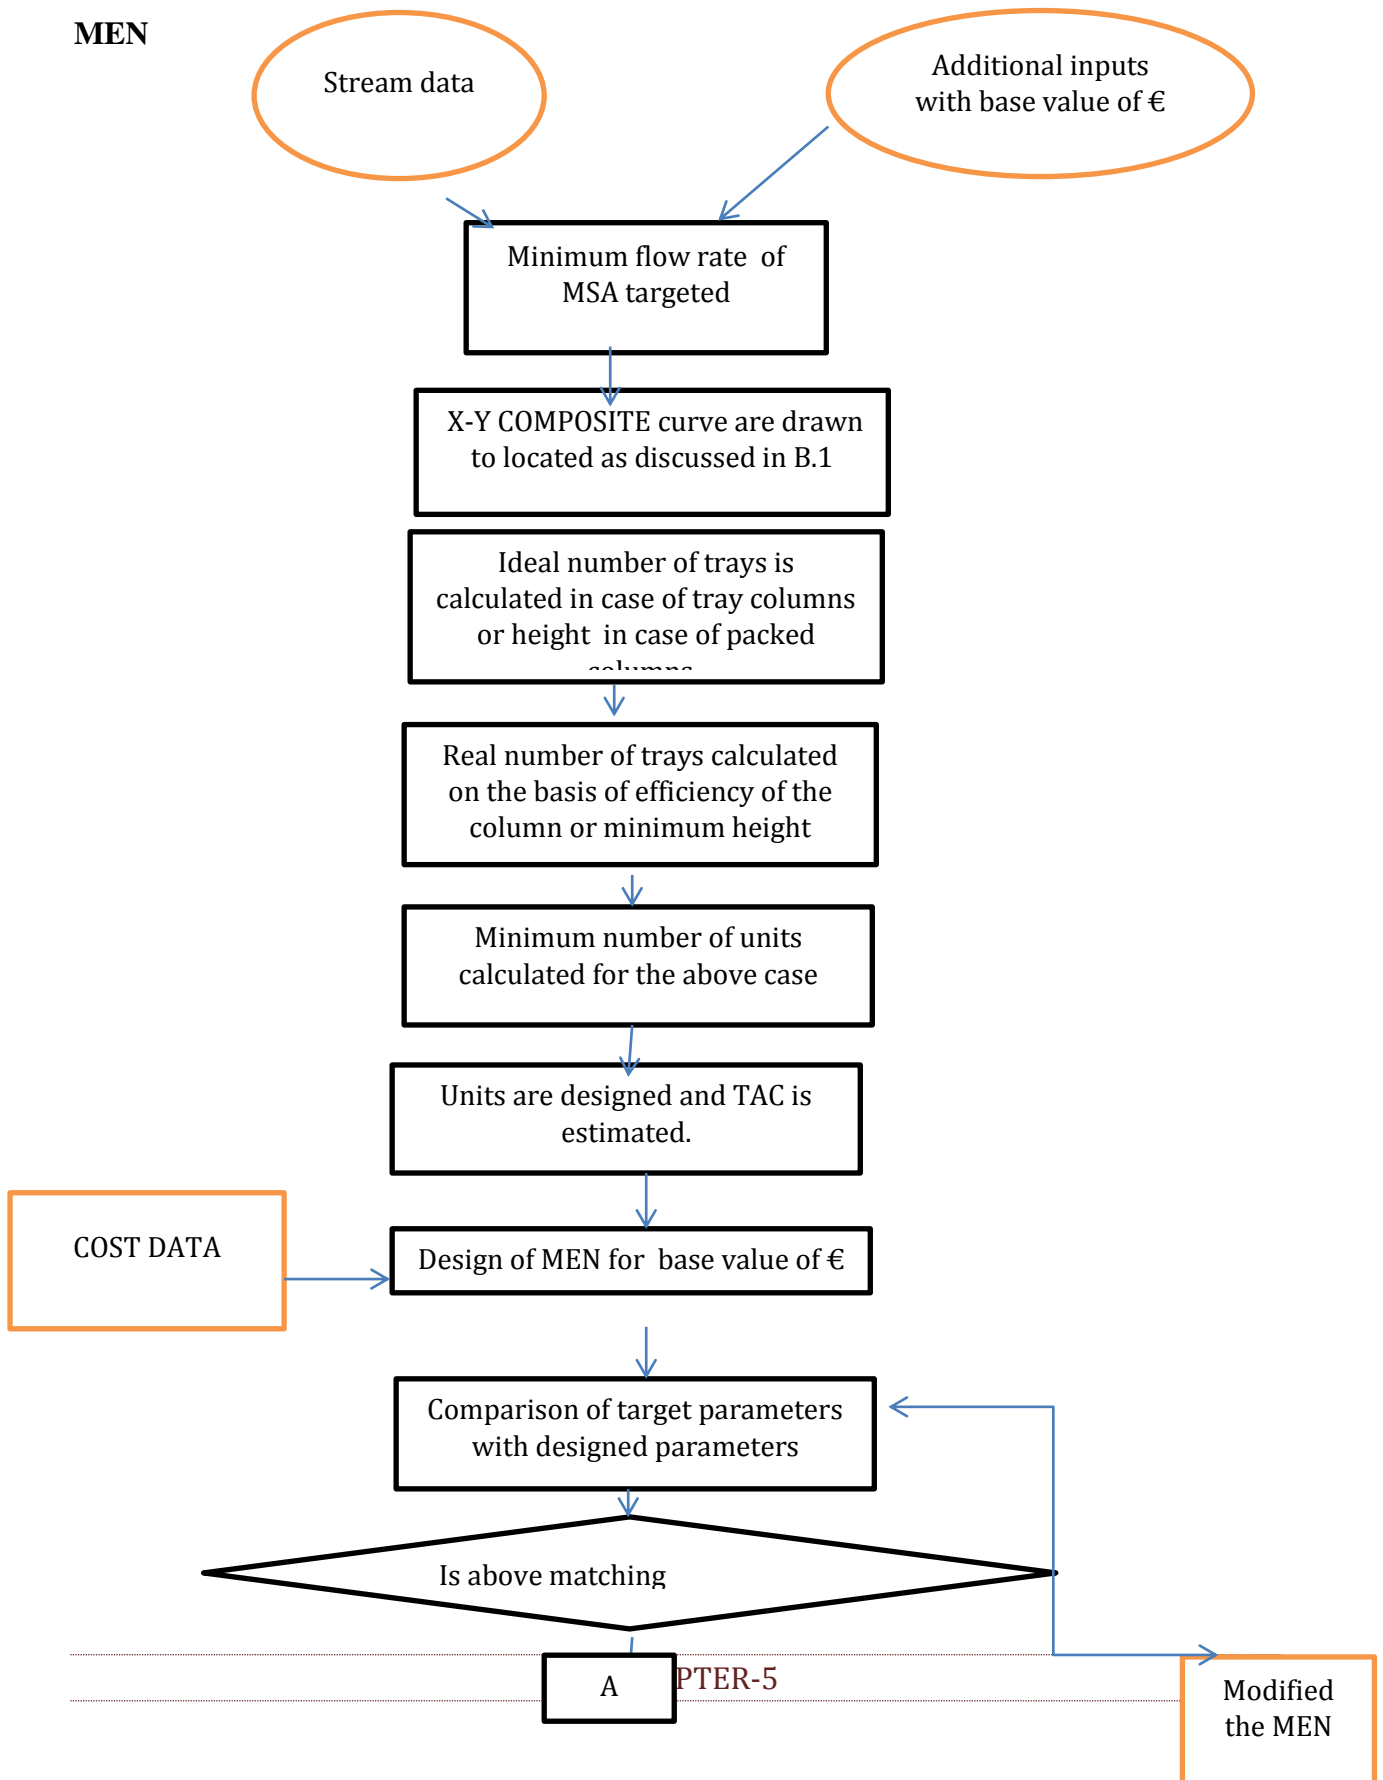 MEN
Stream data
Additional inputs
with base value of €
Minimum flow rate of
MSA targeted
X-Y COMPOSITE curve are drawn
to located as discussed in B.1
Ideal number of trays is
calculated in case of tray columns
or height in case of packed
columns
Real number of trays calculated
on the basis of efficiency of the
column or minimum height
Minimum number of units
calculated for the above case
Units are designed and TAC is
estimated.
COST DATA
Design of MEN for base value of €
Comparison of target parameters
with designed parameters
Is above matching
A
PTER-5
Modified
the MEN